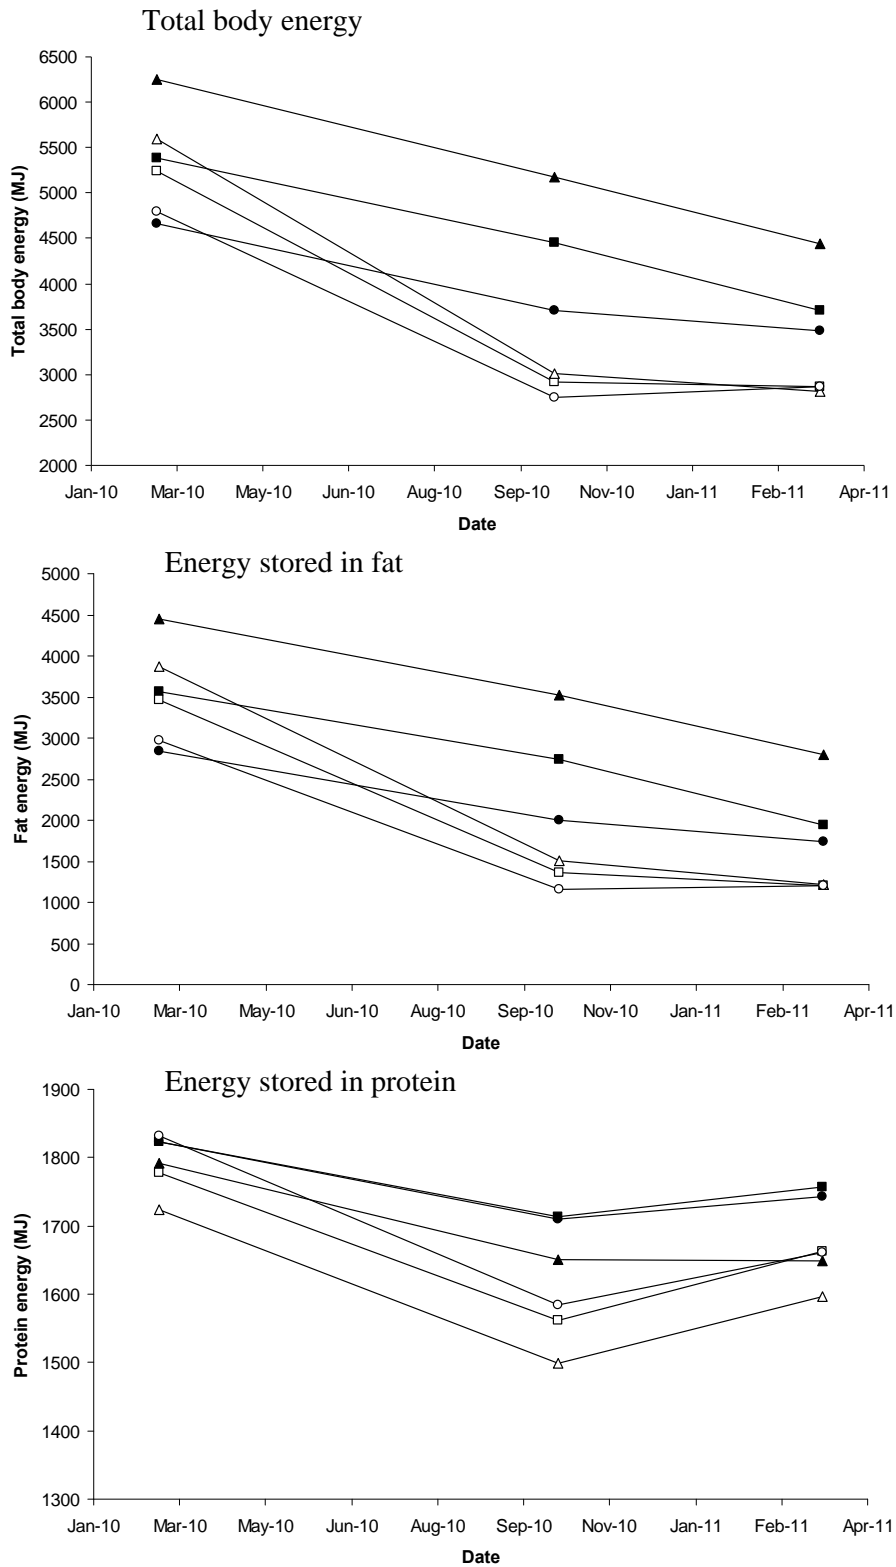 Total body energy
6500
6000
5500
5000
4500
4000
3500
3000
2500
2000
Total body energy (MJ)
Jan-10 Mar-10 May-10 Jun-10 Aug-10 Sep-10 Nov-10 Jan-11 Feb-11 Apr-11
Date
Energy stored in fat
5000
4500
4000
3500
3000
2500
2000
1500
1000
500
0
Fat energy (MJ)
Jan-10 Mar-10 May-10 Jun-10 Aug-10 Sep-10 Nov-10 Jan-11 Feb-11 Apr-11
Date
Energy stored in protein
1900
1800
1700
1600
1500
1400
1300
Protein energy (MJ)
Jan-10 Mar-10 May-10 Jun-10 Aug-10 Sep-10 Nov-10 Jan-11 Feb-11 Apr-11
Date